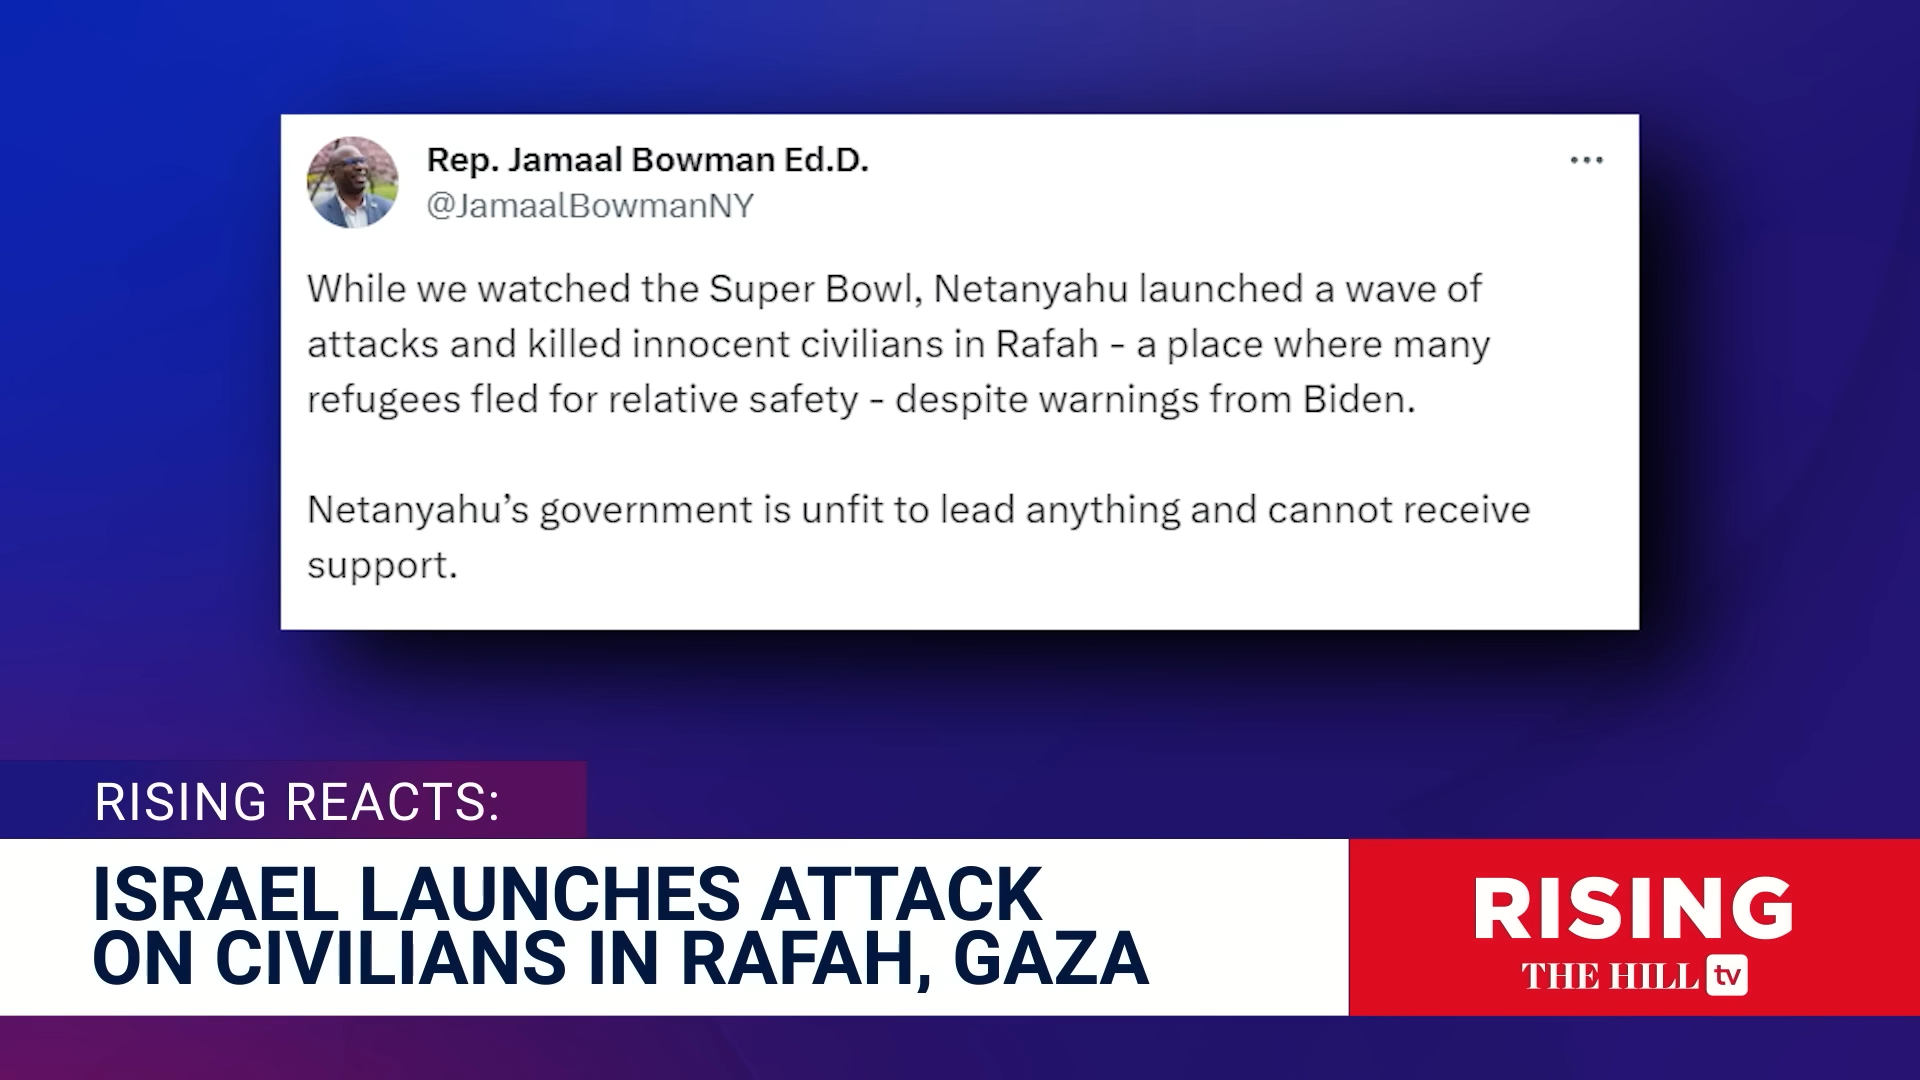 Rep. Jamaal Bowman Ed.D.
@JamaalBowmanNY
While we watched the Super Bowl, Netanyahu launched a wave of
attacks and killed innocent civilians in Rafah - a place where many
refugees fled for relative safety - despite warnings from Biden.
Netanyahu’s government is unfit to lead anything and cannot receive
support.
RISING REACTS:
ISRAEL LAUNCHES ATTACK
ON CIVILIANS IN RAFAH, GAZA
RISING
THE HILL tv